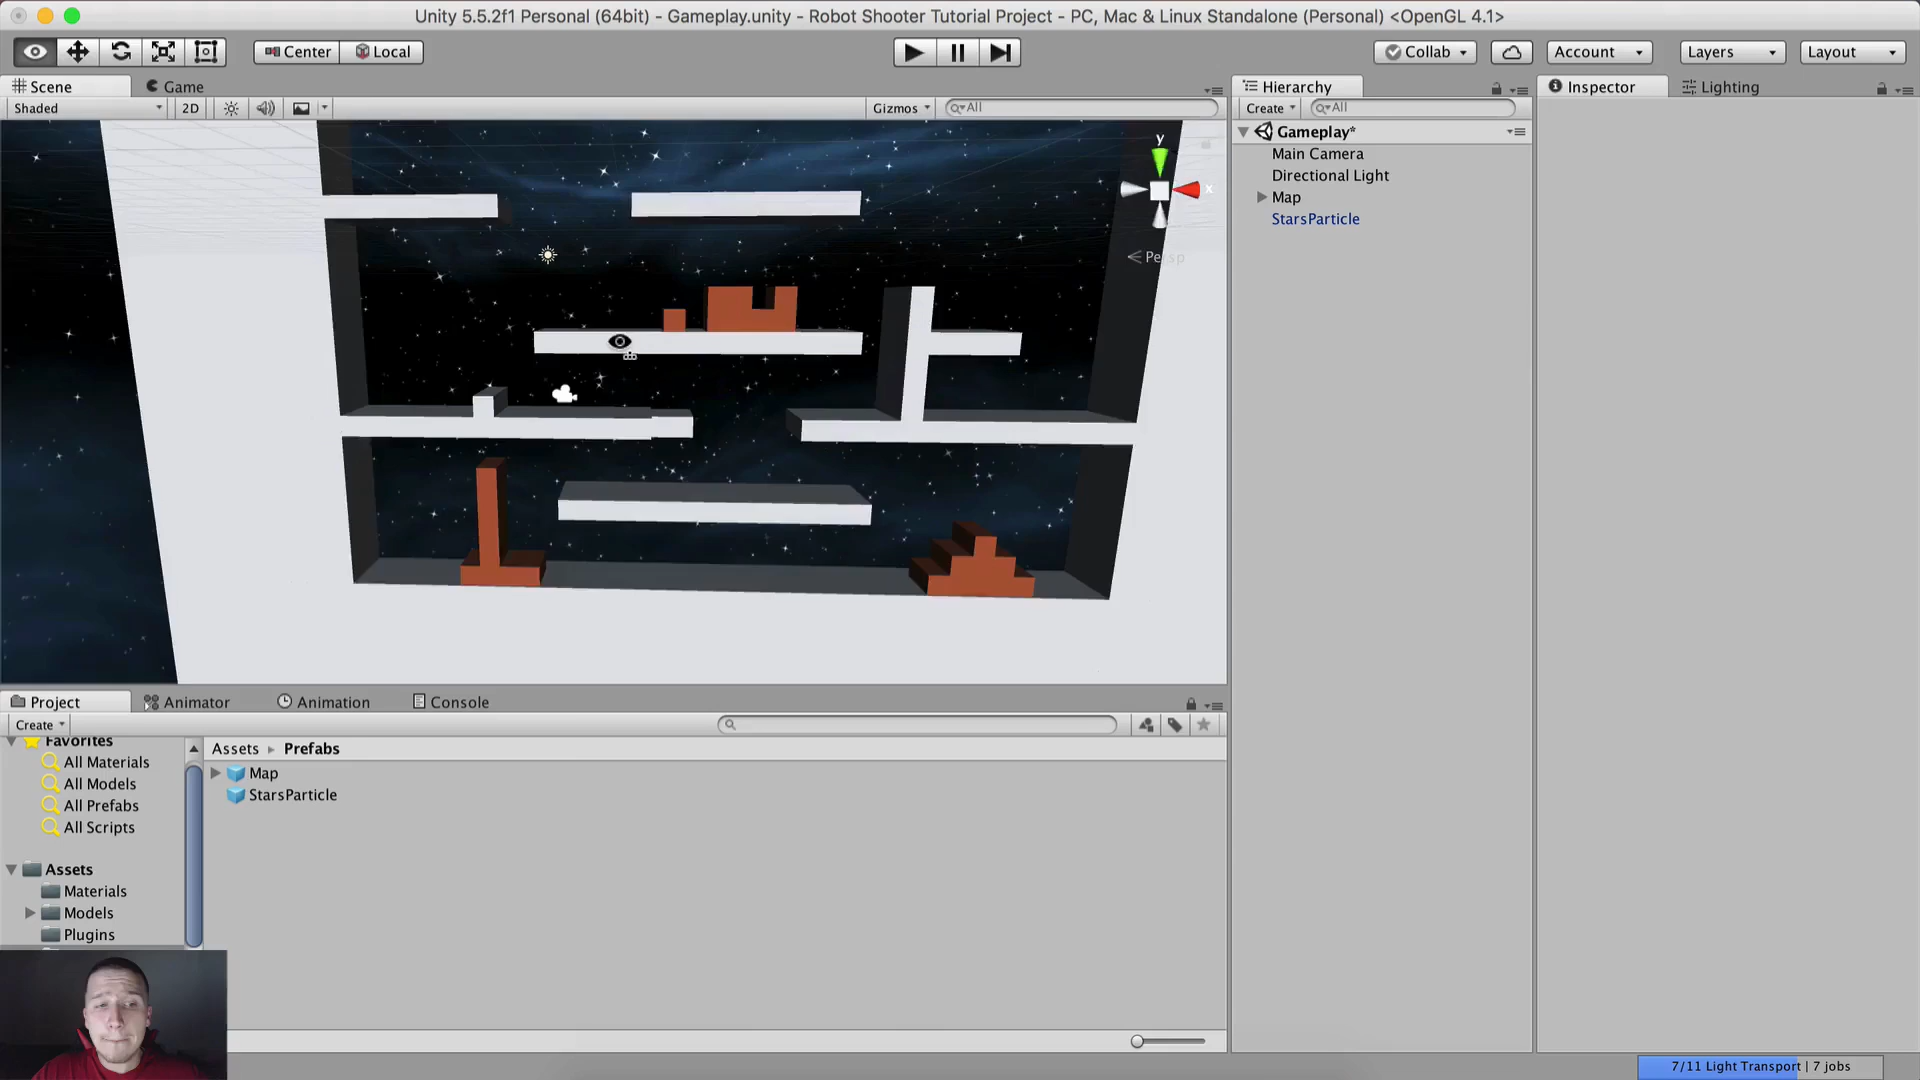 Unity 5.5.2f1 Personal (64bit) - Gameplay.unity - Robot Shooter Tutorial Project - PC, Mac & Linux Standalone (Personal) <OpenGL 4.1>
Center Local Collab Account Layers Layout
Scene Game
Shaded 2D Gizmos All
y
x
Persp
Hierarchy
Create All
Gameplay*
Main Camera
Directional Light
Map
StarsParticle
Inspector Lighting
Project Animator Animation Console
Create
Favorites
All Materials
All Models
All Prefabs
All Scripts
Assets
Materials
Models
Plugins
Assets Prefabs
Map
StarsParticle
7/11 Light Transport | 7 jobs